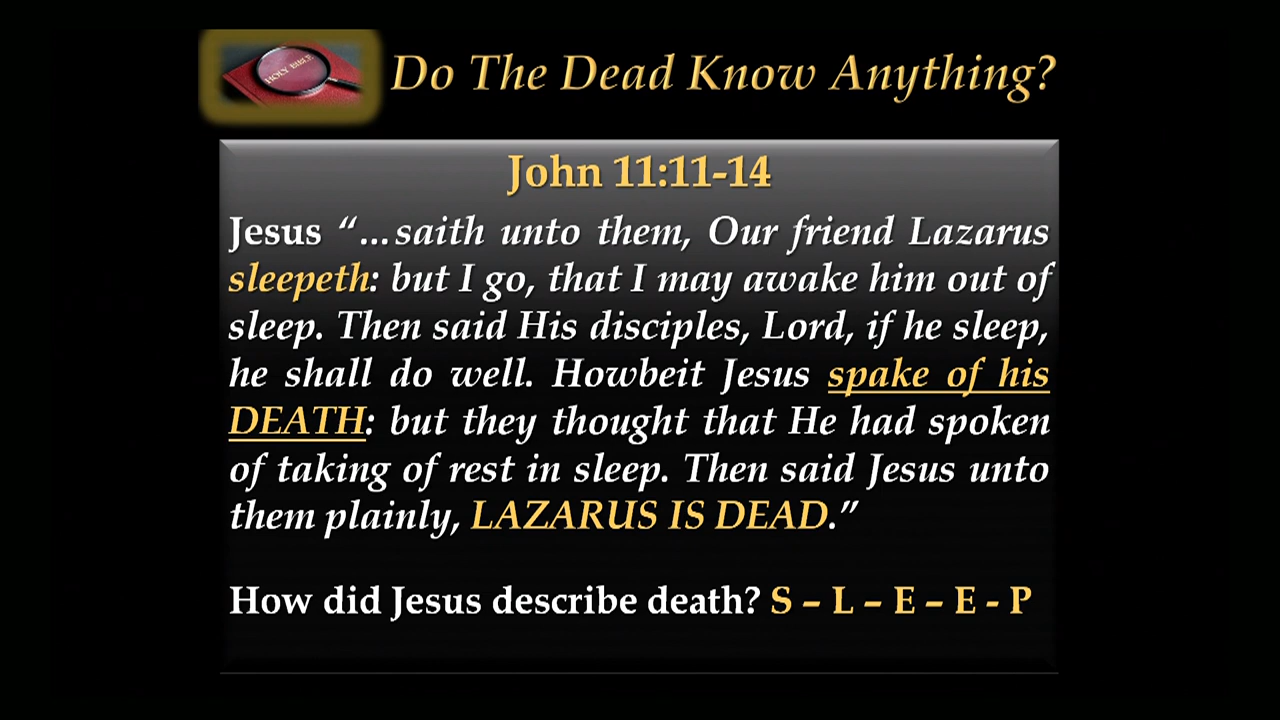 HOLY BIBLE
Do The Dead Know Anything?
John 11:11-14
Jesus “…saith unto them, Our friend Lazarus
sleepeth: but I go, that I may awake him out of
sleep. Then said His disciples, Lord, if he sleep,
he shall do well. Howbeit Jesus spake of his
DEATH: but they thought that He had spoken
of taking of rest in sleep. Then said Jesus unto
them plainly, LAZARUS IS DEAD.”
How did Jesus describe death? S – L – E – E - P